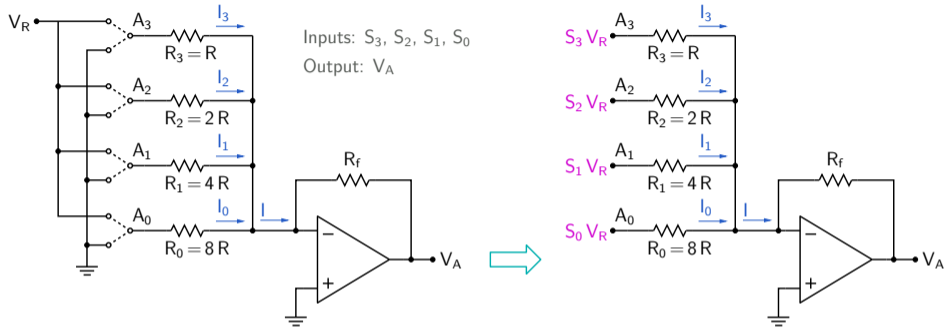 V_R
A_3
I_3
R_3 = R
A_2
I_2
R_2 = 2 R
A_1
I_1
R_1 = 4 R
A_0
I_0
I
R_0 = 8 R
Inputs: S_3, S_2, S_1, S_0
Output: V_A
R_f
−
+
V_A
S_3 V_R
A_3
I_3
R_3 = R
S_2 V_R
A_2
I_2
R_2 = 2 R
S_1 V_R
A_1
I_1
R_1 = 4 R
S_0 V_R
A_0
I_0
I
R_0 = 8 R
R_f
−
+
V_A